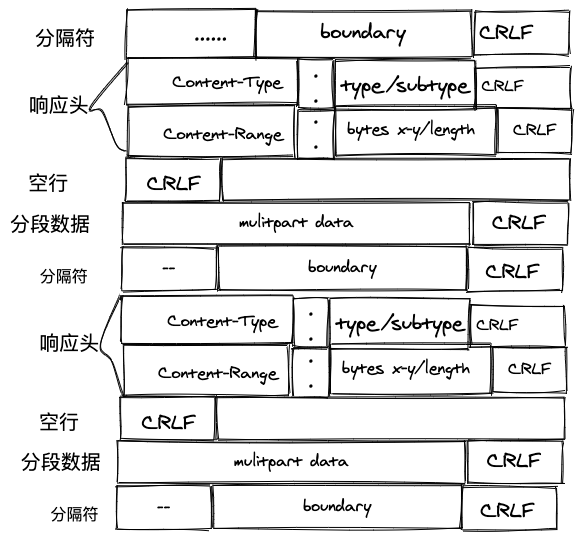 分隔符 ...... boundary CRLF
响应头 Content-Type : type/subtype CRLF
Content-Range : bytes x-y/length CRLF
空行 CRLF
分段数据 mulitpart data CRLF
分隔符 -- boundary CRLF
响应头 Content-Type : type/subtype CRLF
Content-Range : bytes x-y/length CRLF
空行 CRLF
分段数据 mulitpart data CRLF
分隔符 -- boundary CRLF